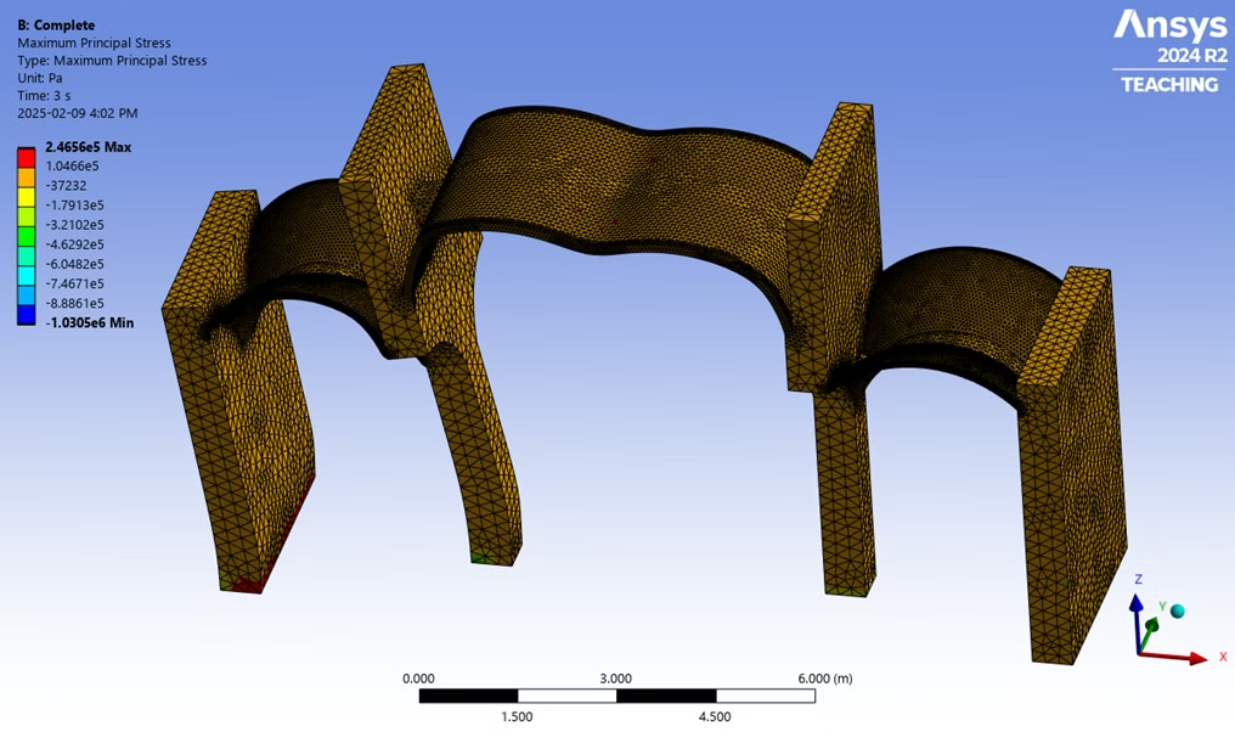 B: Complete
Maximum Principal Stress
Type: Maximum Principal Stress
Unit: Pa
Time: 3 s
2025-02-09 4:02 PM
2.4656e5 Max
1.0466e5
-37232
-1.7913e5
-3.2102e5
-4.6292e5
-6.0482e5
-7.4671e5
-8.8861e5
-1.0305e6 Min
Ansys
2024 R2
TEACHING
Z
Y
X
0.000 3.000 6.000 (m)
1.500 4.500